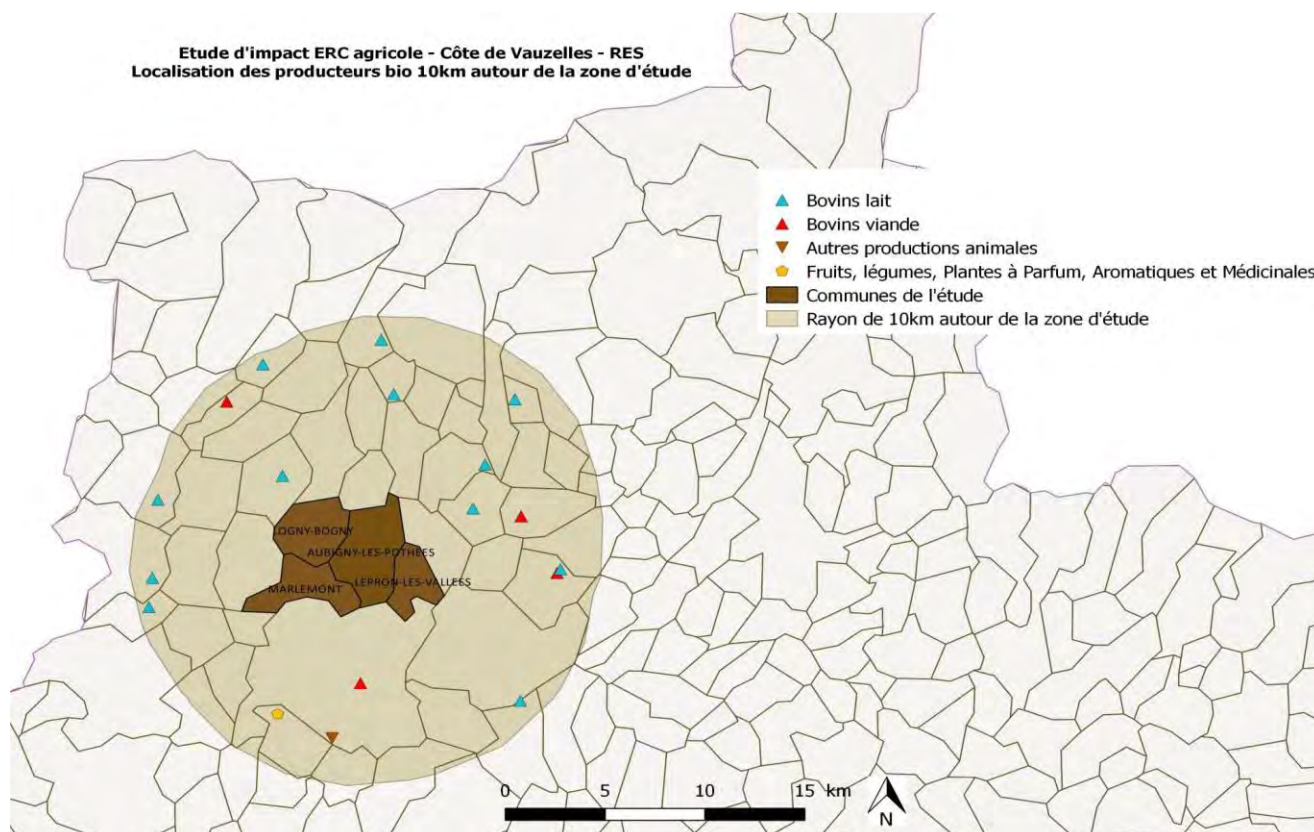 Etude d'impact ERC agricole - Côte de Vauzelles - RES
Localisation des producteurs bio 10km autour de la zone d'étude
Bovins lait
Bovins viande
Autres productions animales
Fruits, légumes, Plantes à Parfum, Aromatiques et Médicinales
Communes de l'étude
Rayon de 10km autour de la zone d'étude
LOGNY-BOGNY
AUBIGNY-LES-POTHEES
LEPRON-LES-VALLEES
MARLEMONT
0 5 10 15 km
N